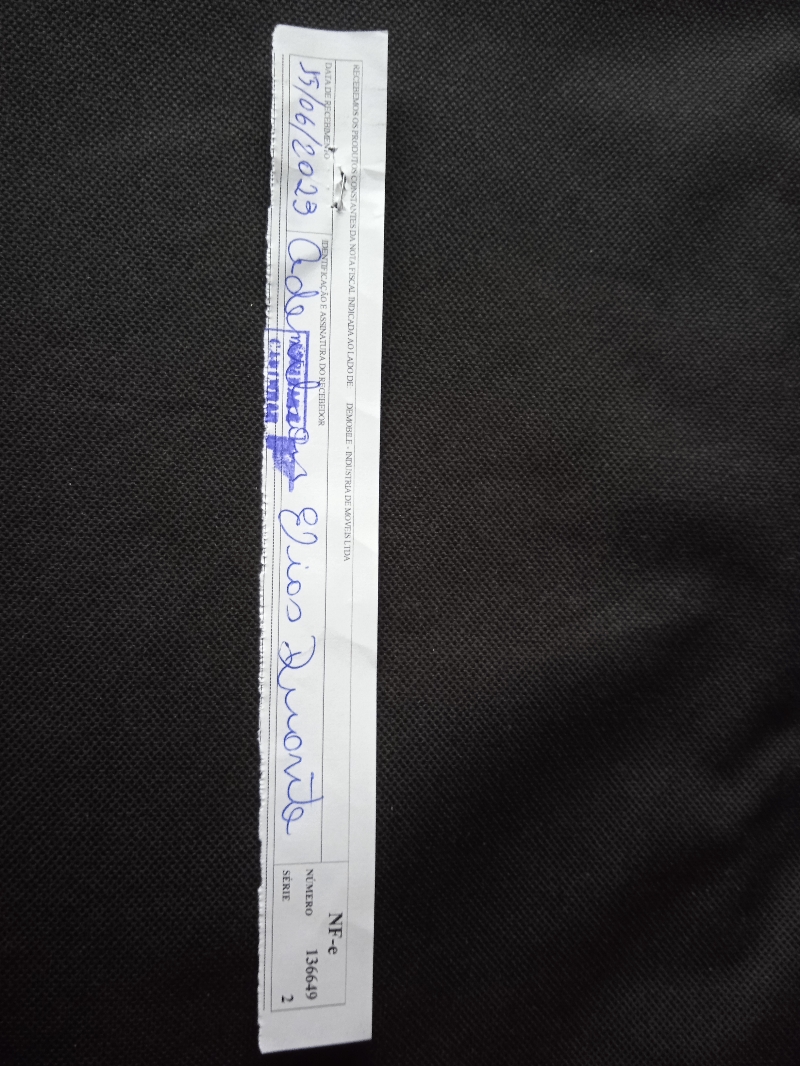 RECEBEMOS OS PRODUTOS CONSTANTES DA NOTA FISCAL INDICADA AO LADO DE DEMOBILE - INDUSTRIA DE MOVEIS LTDA
DATA DE RECEBIMENTO
IDENTIFICAÇÃO E ASSINATURA DO RECEBEDOR
15/06/2023
Elias
NF-e
NÚMERO 136649
SÉRIE 2